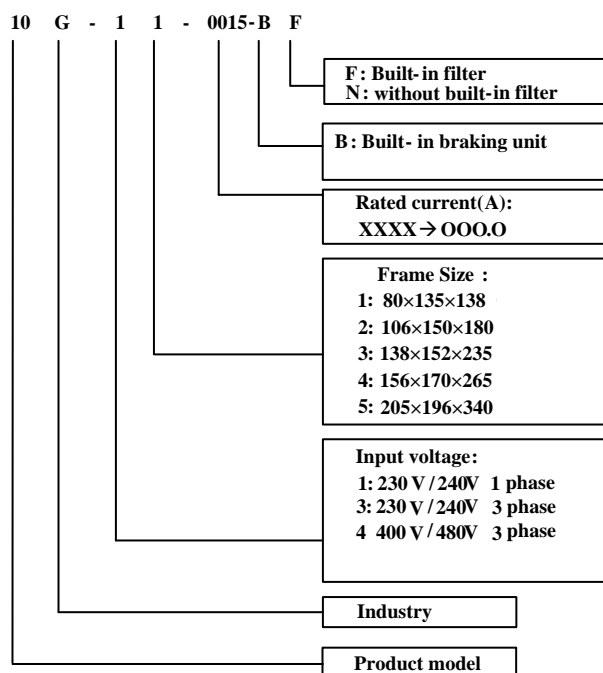 10 G - 1 1 - 0015-B F
F: Built-in filter
N: without built-in filter
B: Built- in braking unit
Rated current(A):
XXXX → OOO.O
Frame Size :
1: 80×135×138
2: 106×150×180
3: 138×152×235
4: 156×170×265
5: 205×196×340
Input voltage:
1: 230 V / 240V 1 phase
3: 230 V / 240V 3 phase
4 400 V / 480V 3 phase
Industry
Product model